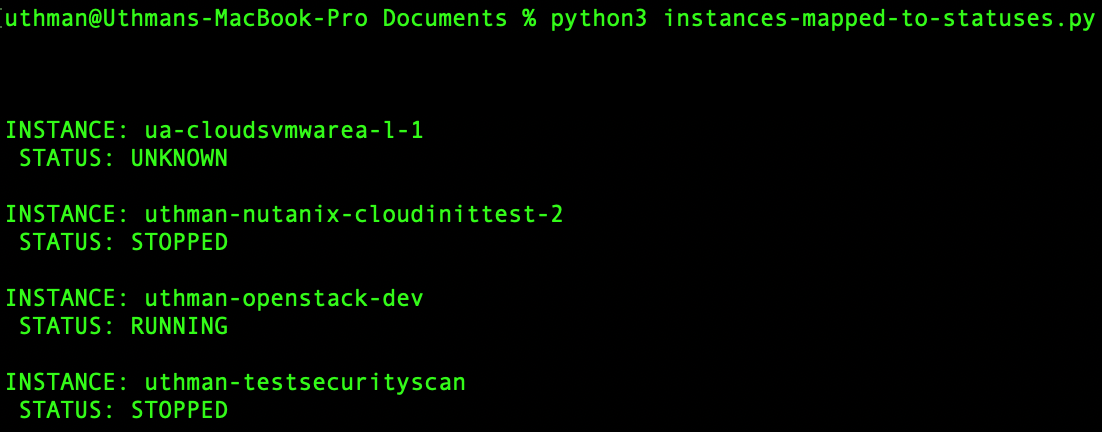 [uthman@Uthmans-MacBook-Pro Documents % python3 instances-mapped-to-statuses.py
INSTANCE: ua-cloudsvmwarea-l-1
STATUS: UNKNOWN
INSTANCE: uthman-nutanix-cloudinittest-2
STATUS: STOPPED
INSTANCE: uthman-openstack-dev
STATUS: RUNNING
INSTANCE: uthman-testsecurityscan
STATUS: STOPPED